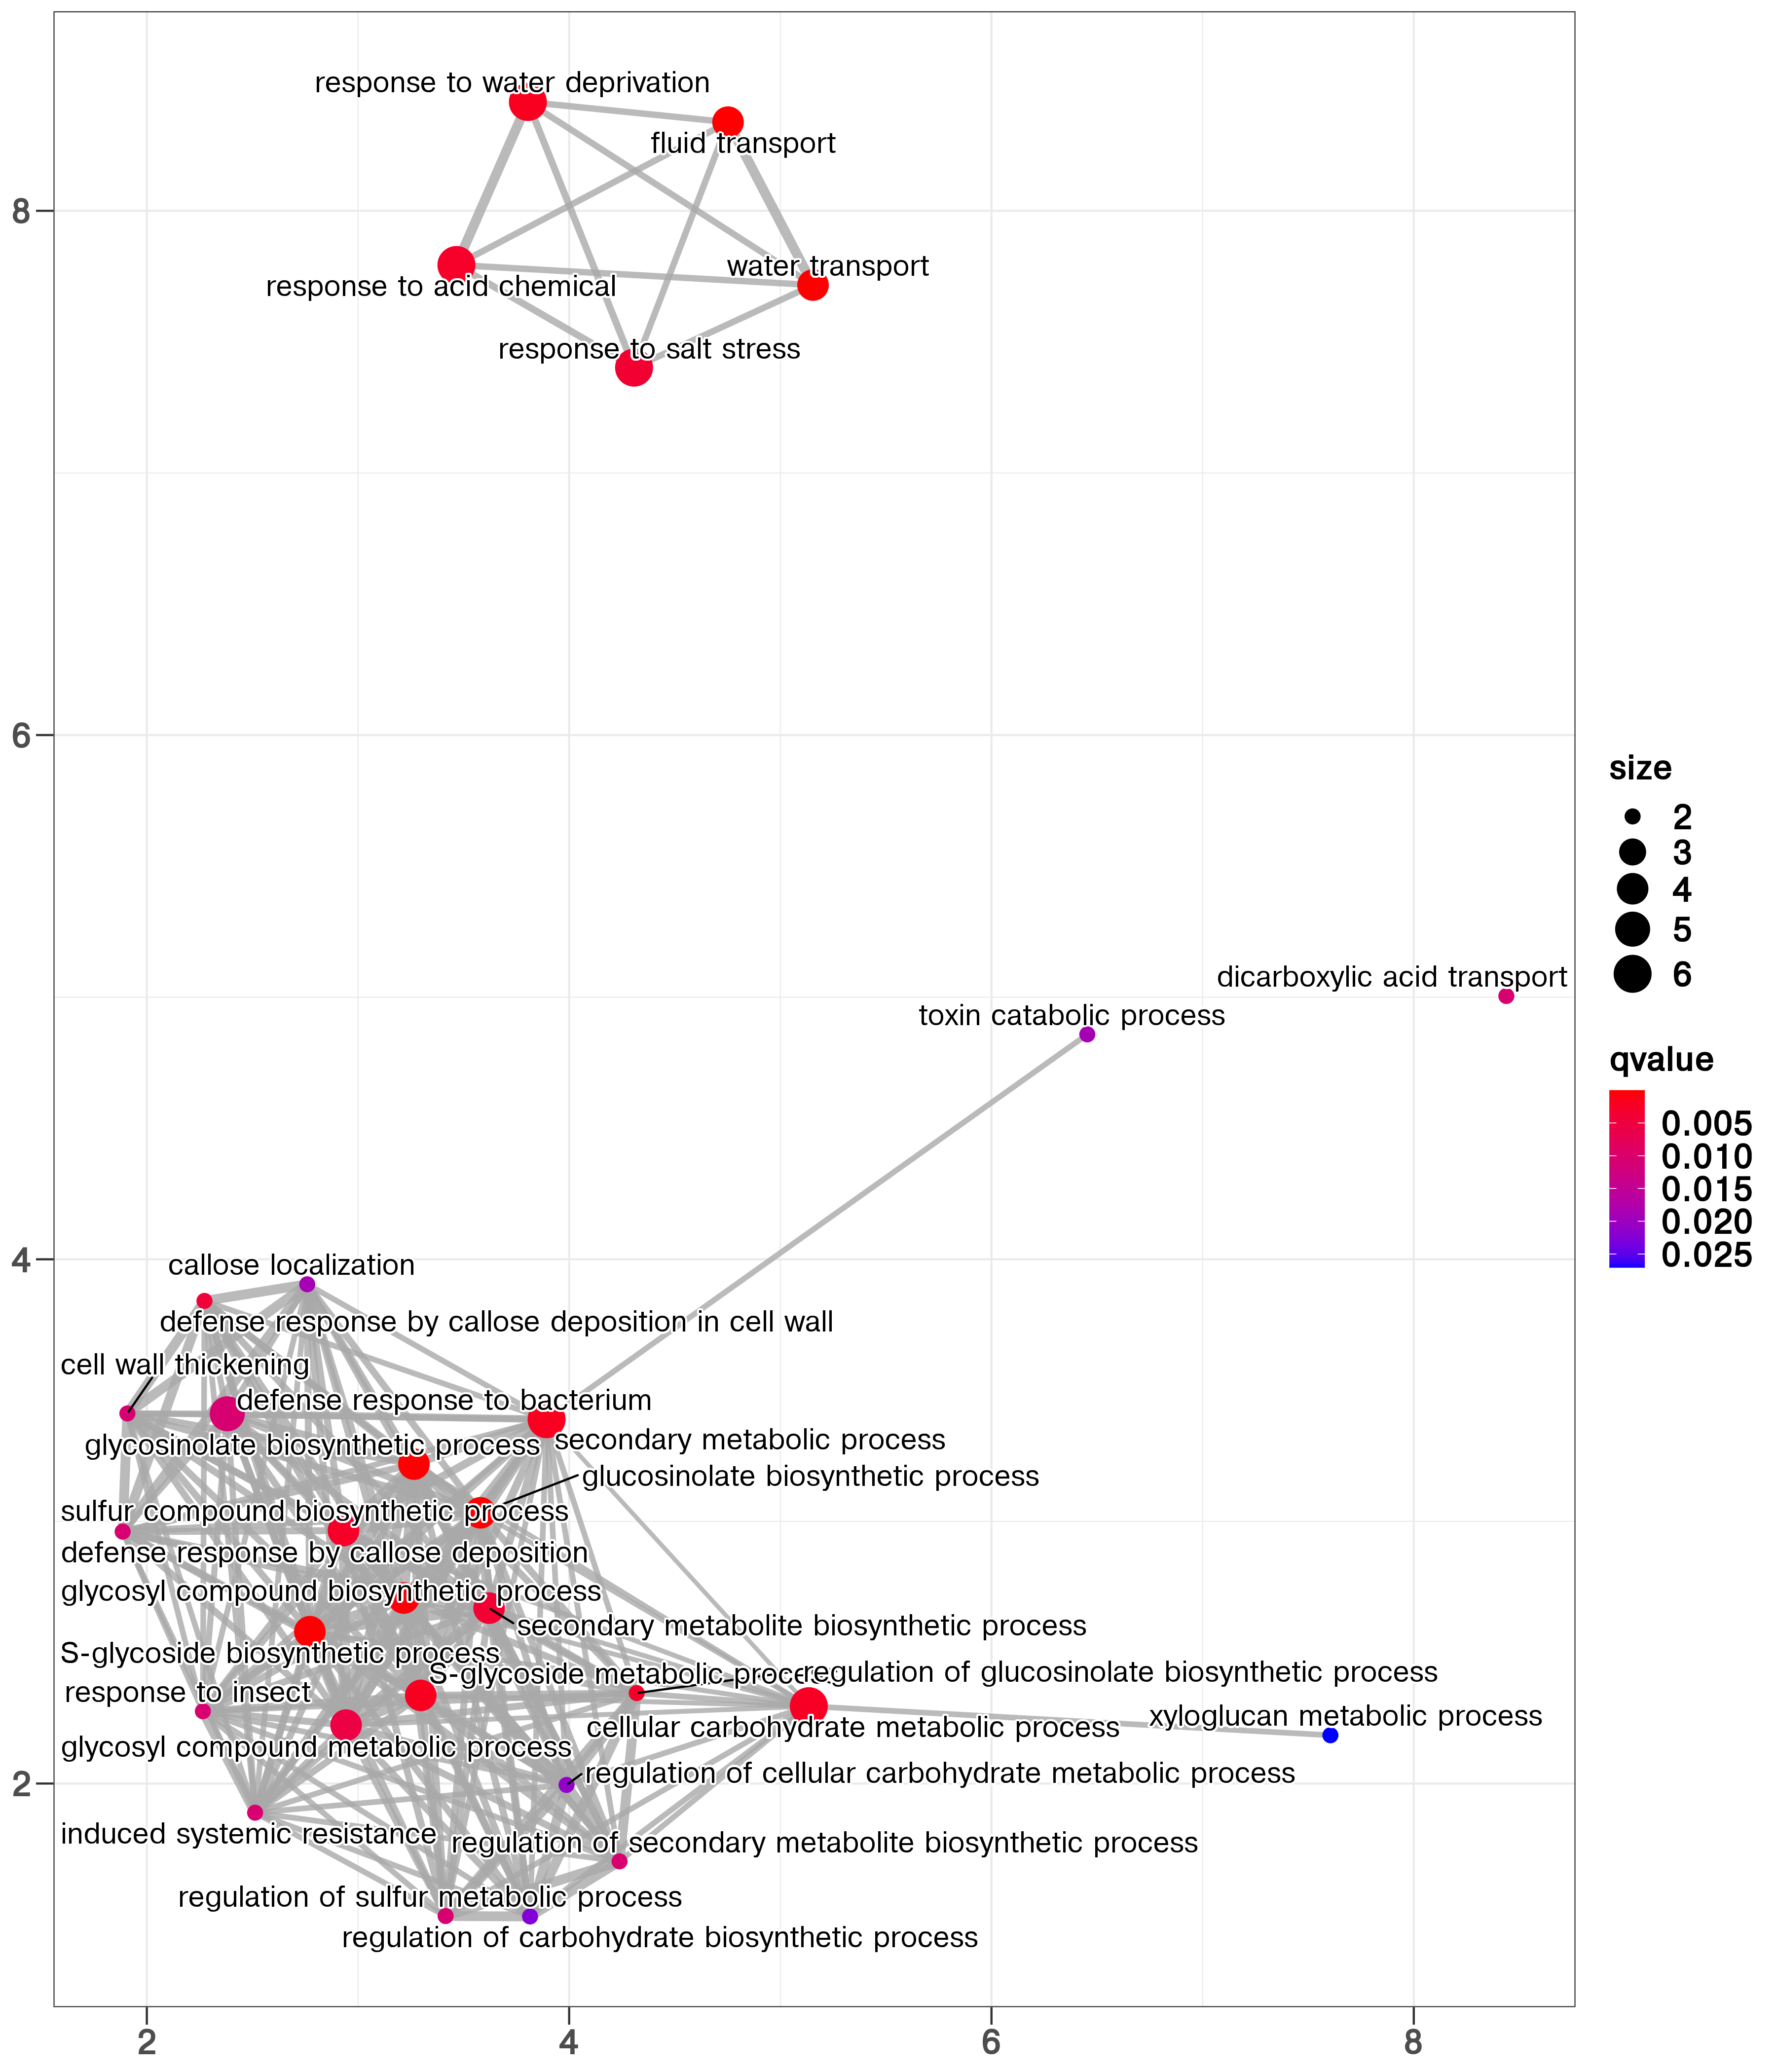 response to water deprivation
fluid transport
8
water transport
response to acid chemical
response to salt stress
6
size
2
3
4
5
6
dicarboxylic acid transport
toxin catabolic process
qvalue
0.005
0.010
0.015
0.020
0.025
4
callose localization
defense response by callose deposition in cell wall
cell wall thickening
defense response to bacterium
glycosinolate biosynthetic process
secondary metabolic process
glucosinolate biosynthetic process
sulfur compound biosynthetic process
defense response by callose deposition
glycosyl compound biosynthetic process
secondary metabolite biosynthetic process
S-glycoside biosynthetic process
S-glycoside metabolic process
regulation of glucosinolate biosynthetic process
response to insect
xyloglucan metabolic process
cellular carbohydrate metabolic process
glycosyl compound metabolic process
regulation of cellular carbohydrate metabolic process
2
induced systemic resistance
regulation of secondary metabolite biosynthetic process
regulation of sulfur metabolic process
regulation of carbohydrate biosynthetic process
2
4
6
8